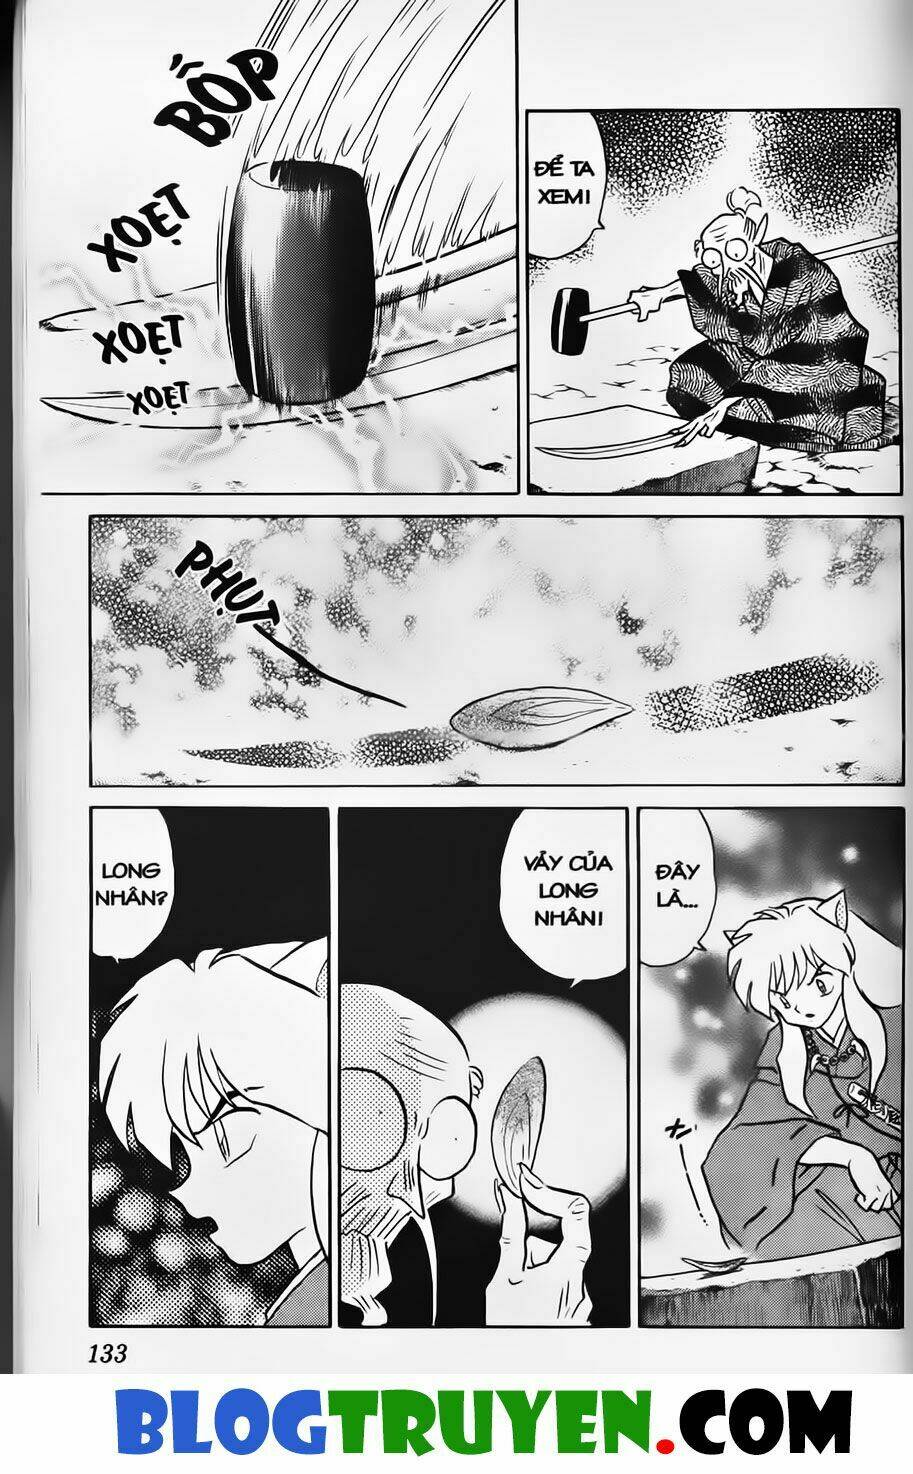 ĐỂ TA
XEM!
BỐP
XOẸT
XOẸT
XOẸT
PHỤT
ĐÂY
LÀ...
VẢY CỦA
LONG
NHÂN!
LONG
NHÂN?
133
BLOGTRUYEN.COM